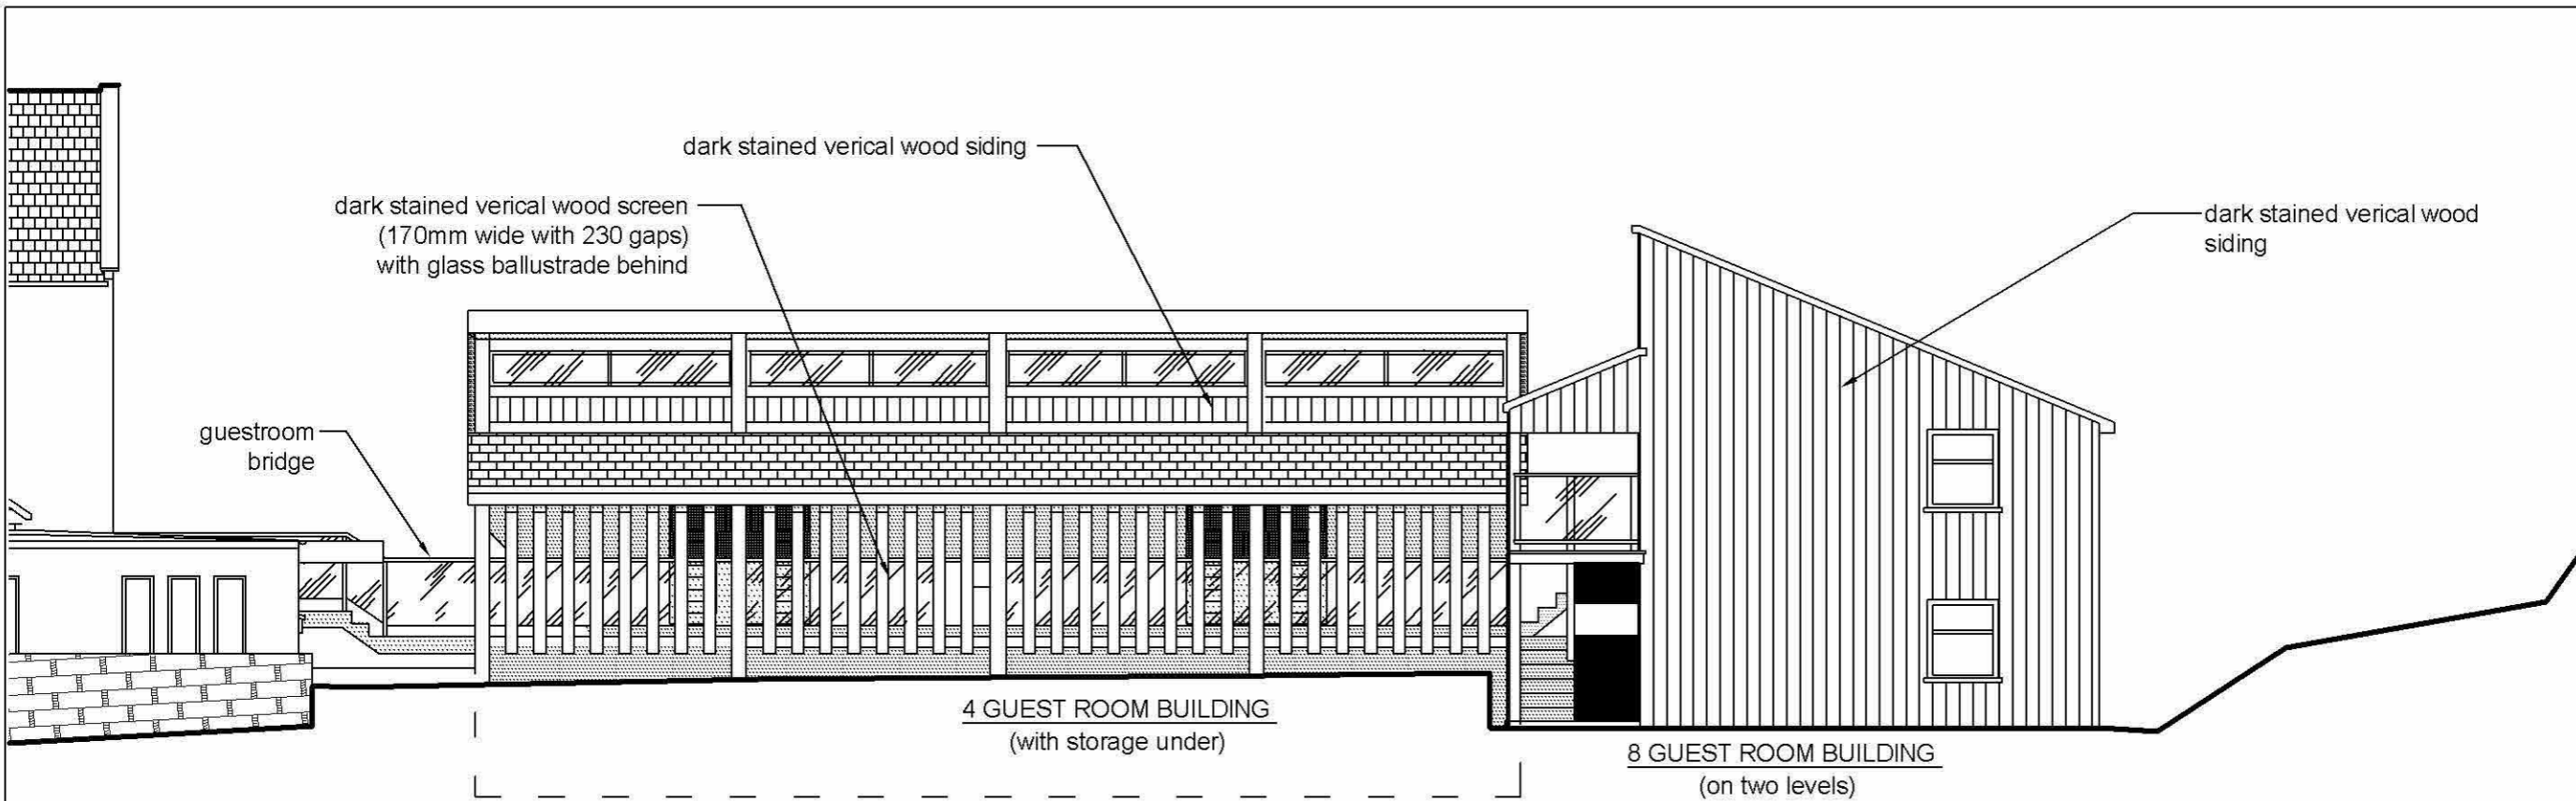 dark stained verical wood siding
dark stained verical wood screen
(170mm wide with 230 gaps)
with glass ballustrade behind
dark stained verical wood
siding
guestroom
bridge
4 GUEST ROOM BUILDING
(with storage under)
8 GUEST ROOM BUILDING
(on two levels)